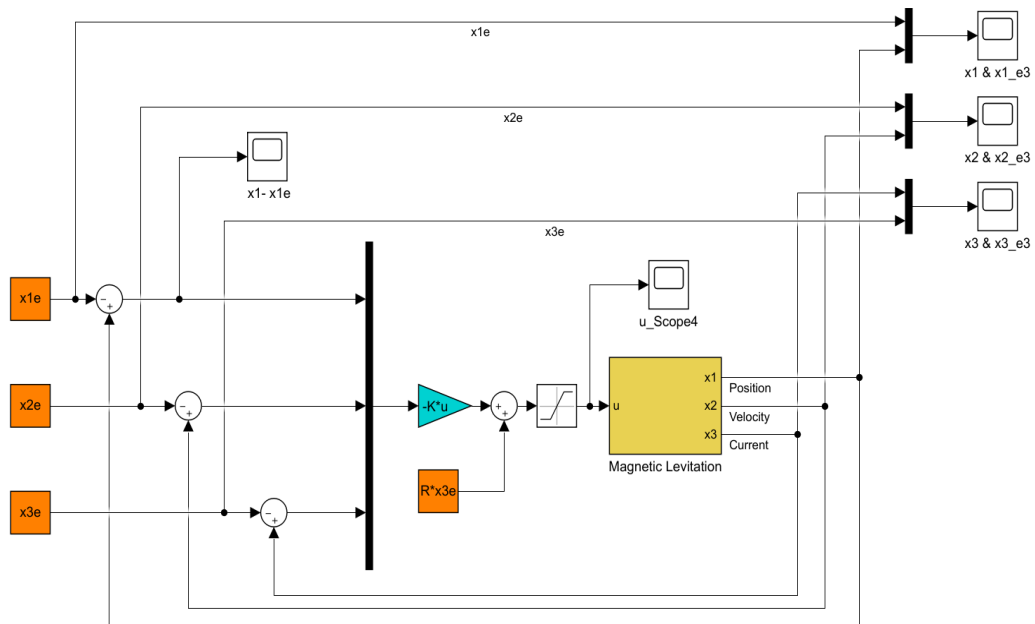 x1e
x1 & x1_e3
x2e
x2 & x2_e3
x1- x1e
x3e
x3 & x3_e3
x1e
−
+
u_Scope4
x1
Position
x2e
−
+
-K*u
+
+
u
x2
Velocity
x3
Current
Magnetic Levitation
R*x3e
x3e
−
+